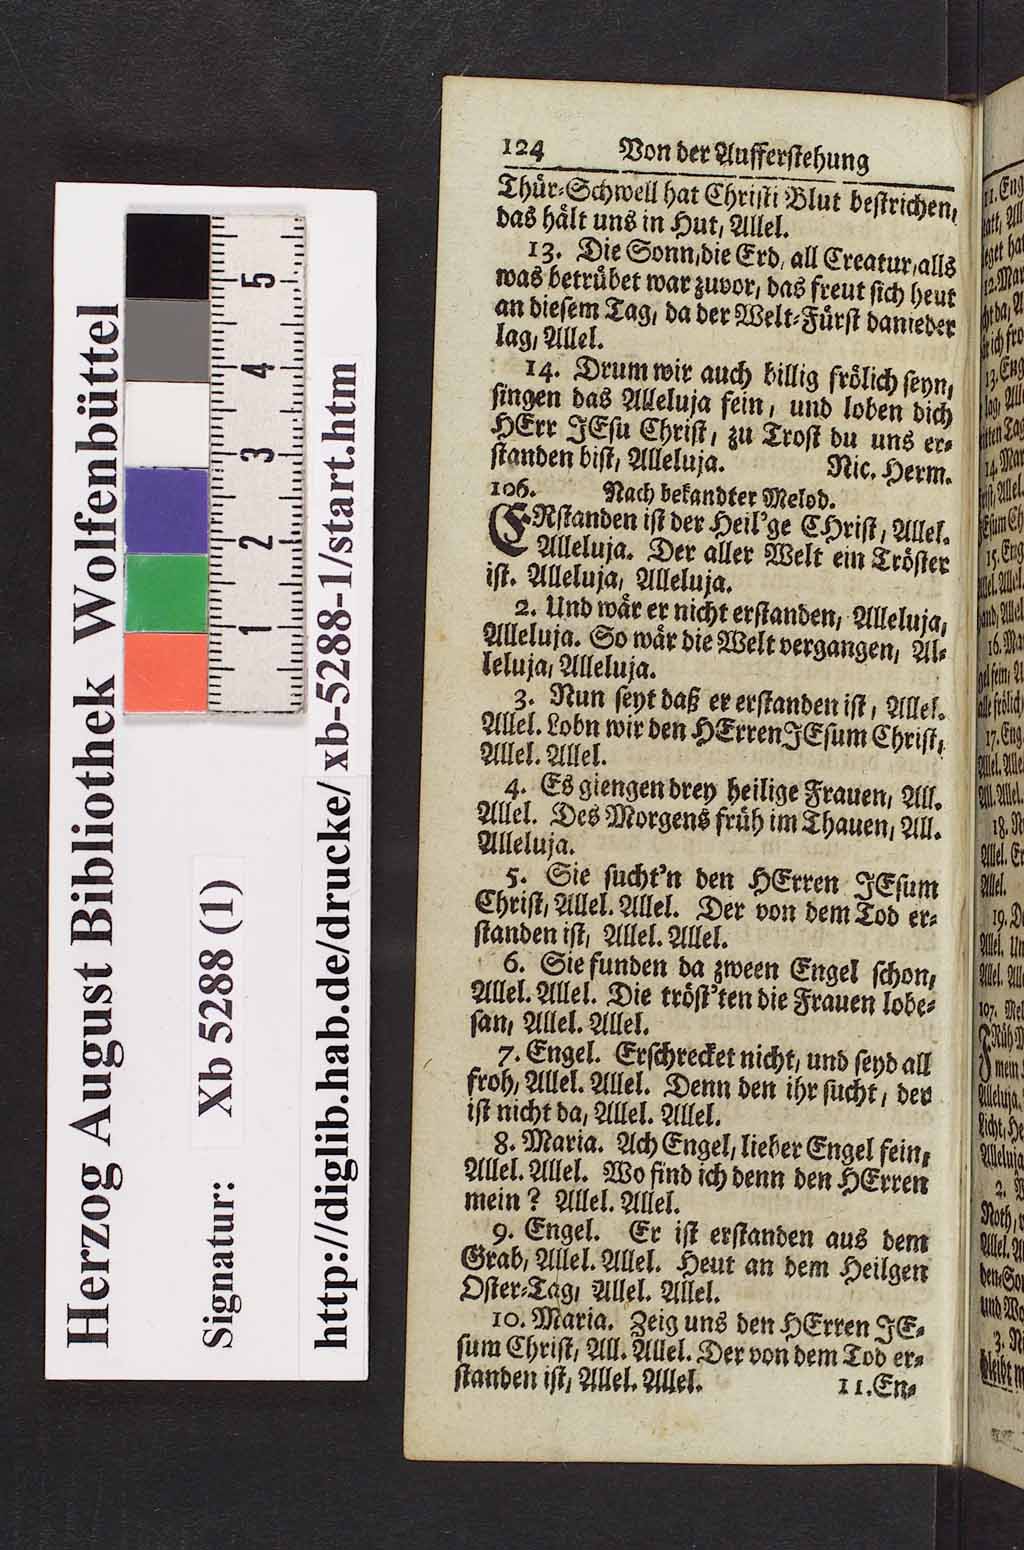 Herzog August Bibliothek Wolfenbüttel
Signatur: Xb 5288 (1)
http://diglib.hab.de/drucke/xb-5288-1/start.htm
5
4
3
2
1
124 Von der Aufferstehung
Thür-Schwell hat Christi Blut bestrichen,
das hält uns in Hut, Allel.
13. Die Sonn, die Erd, all Creatur, alls
was betrübet war zuvor, das freut sich heut
an diesem Tag, da der Welt-Fürst danieder
lag, Allel.
14. Drum wir auch billig frölich seyn,
singen das Alleluja fein, und loben dich
HErr JEsu Christ, zu Trost du uns er-
standen bist, Alleluja. Nic. Herm.
106. Nach bekandter Melod.
ERstanden ist der Heil'ge CHrist, Allel.
Alleluja. Der aller Welt ein Tröster
ist. Alleluja, Alleluja.
2. Und wär er nicht erstanden, Alleluja,
Alleluja. So wär die Welt vergangen, Al-
leluja, Alleluja.
3. Nun seyt daß er erstanden ist, Allel.
Allel. Lobn wir den HErren JEsum Christ,
Allel. Allel.
4. Es giengen drey heilige Frauen, All.
Allel. Des Morgens früh im Thauen, All.
Alleluja.
5. Sie sucht'n den HErren JEsum
Christ, Allel. Allel. Der von dem Tod er-
standen ist, Allel. Allel.
6. Sie funden da zween Engel schon,
Allel. Allel. Die tröst'ten die Frauen lobe-
san, Allel. Allel.
7. Engel. Erschrecket nicht, und seyd all
froh, Allel. Allel. Denn den ihr sucht, der
ist nicht da, Allel. Allel.
8. Maria. Ach Engel, lieber Engel fein,
Allel. Allel. Wo find ich denn den HErren
mein? Allel. Allel.
9. Engel. Er ist erstanden aus dem
Grab, Allel. Allel. Heut an dem Heilgen
Oster-Tag, Allel. Allel.
10. Maria. Zeig uns den HErren JE-
sum Christ, All. Allel. Der von dem Tod er-
standen ist, Allel. Allel. 11. En-